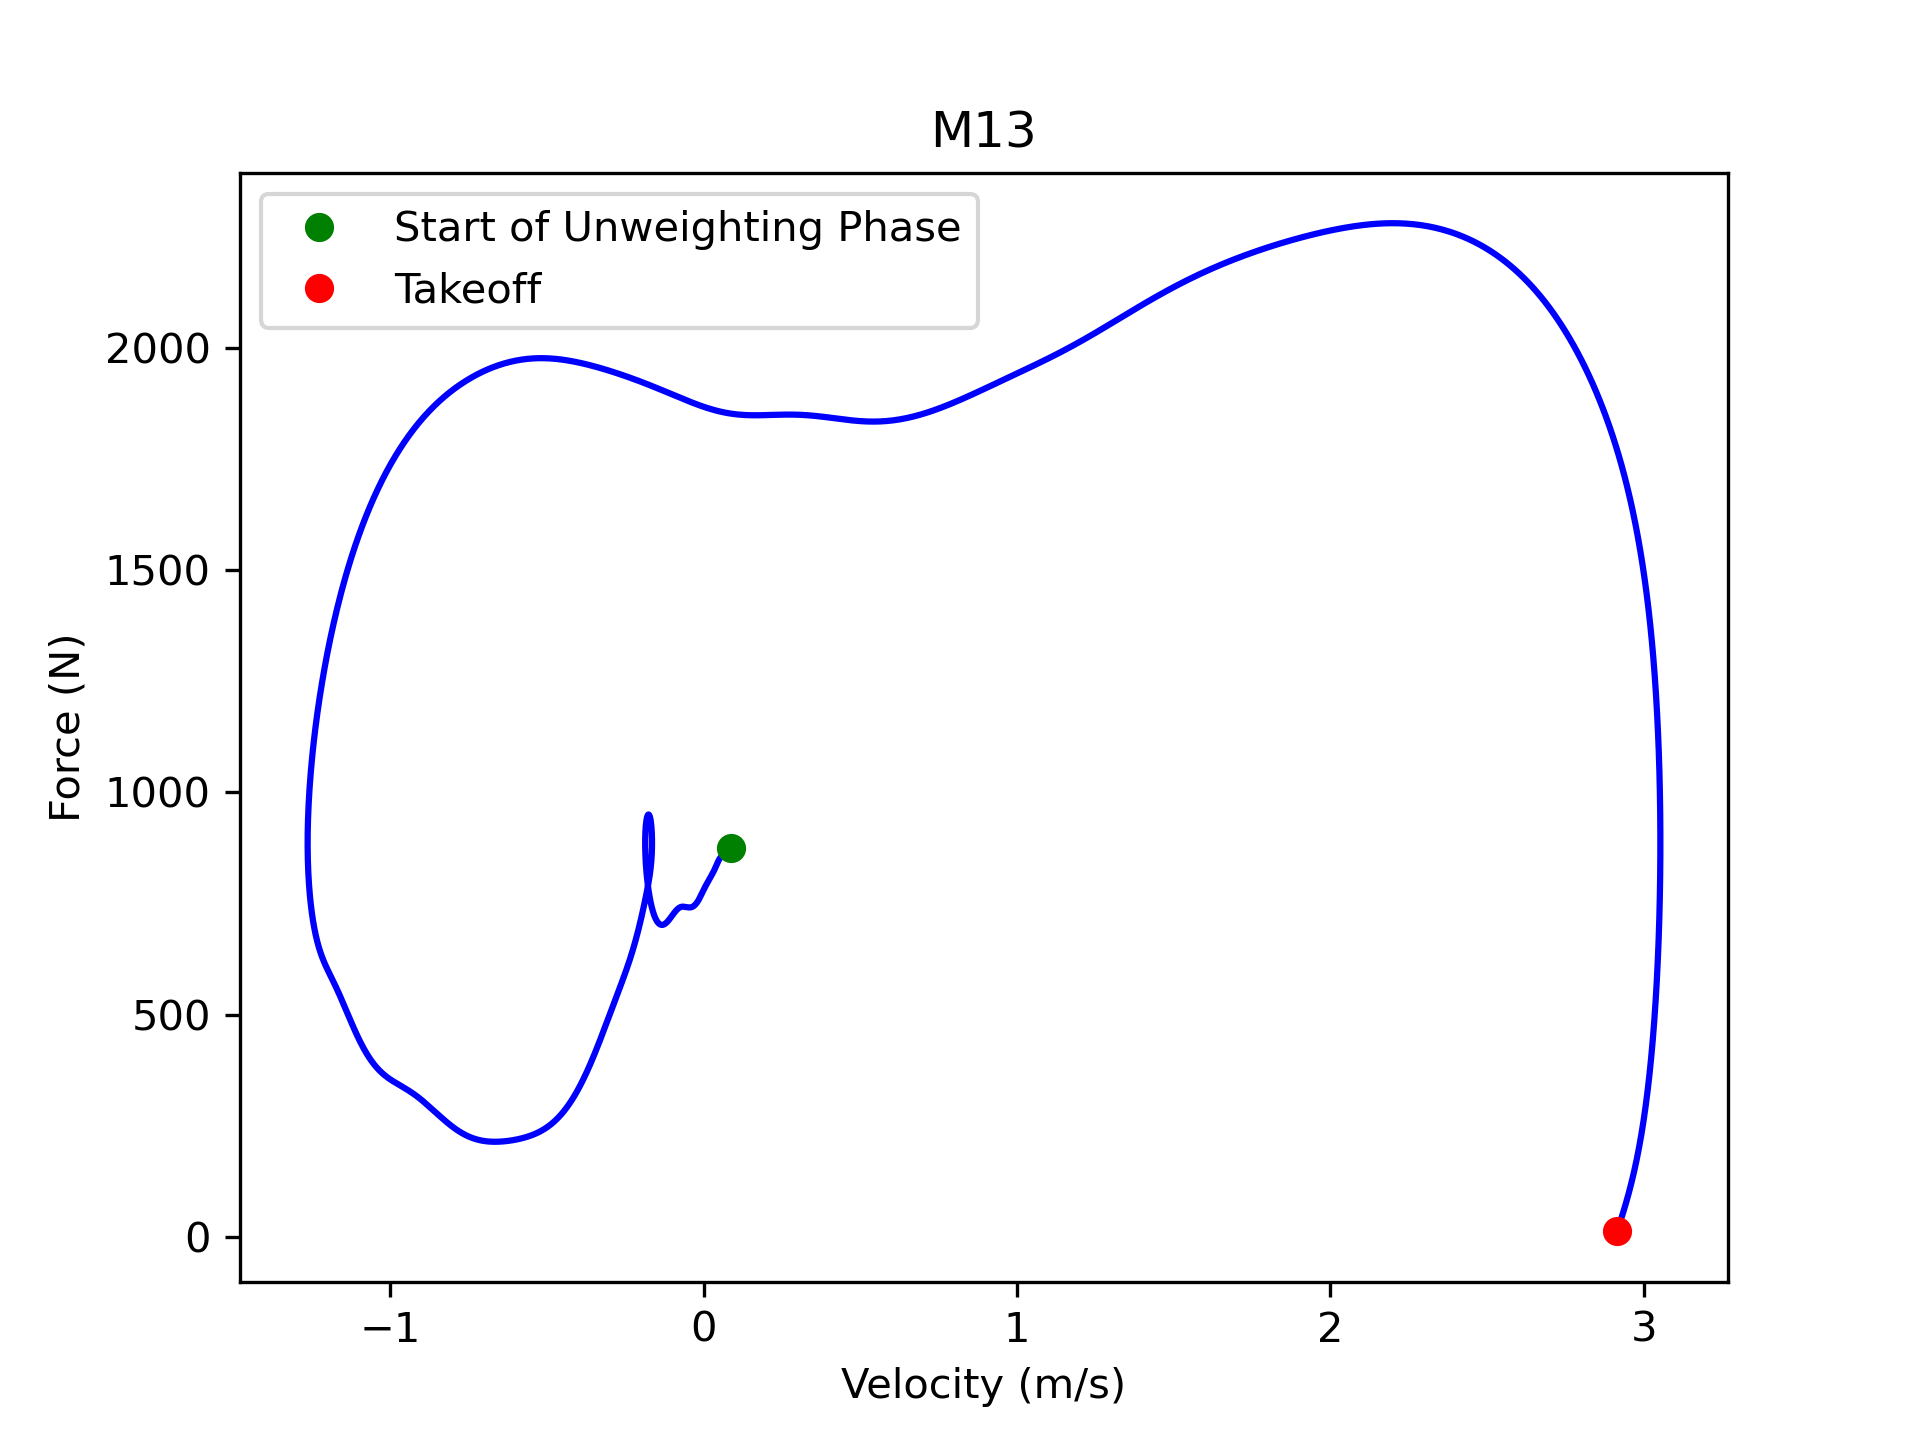 M13
Start of Unweighting Phase
Takeoff
2000
1500
1000
500
0
Force (N)
−1
0
1
2
3
Velocity (m/s)